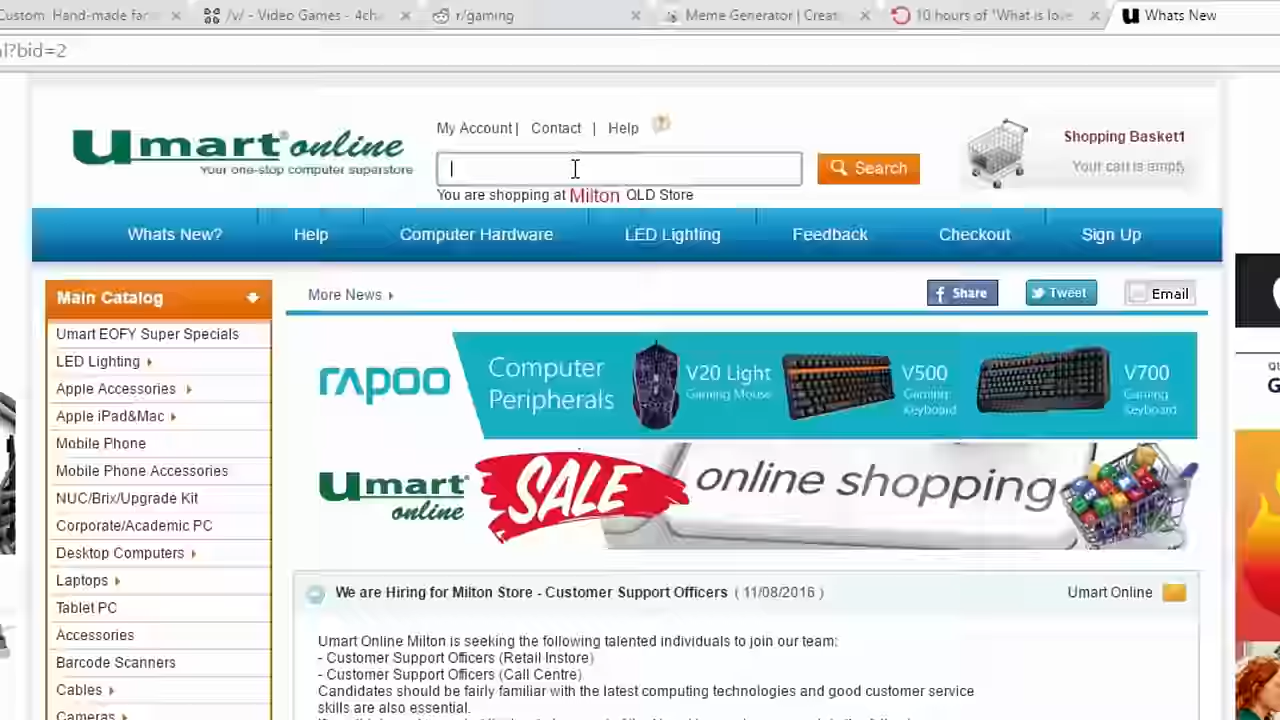 Custom Hand-made fan
/v/ - Video Games - 4cha
r/gaming
Meme Generator | Creat
10 hours of "What is love
Whats New
l?bid=2
Umart® online
Your one-stop computer superstore
My Account | Contact | Help
Search
You are shopping at Milton QLD Store
Shopping Basket1
Your cart is empty
Whats New?
Help
Computer Hardware
LED Lighting
Feedback
Checkout
Sign Up
Main Catalog
Umart EOFY Super Specials
LED Lighting
Apple Accessories
Apple iPad&Mac
Mobile Phone
Mobile Phone Accessories
NUC/Brix/Upgrade Kit
Corporate/Academic PC
Desktop Computers
Laptops
Tablet PC
Accessories
Barcode Scanners
Cables
Cameras
More News
Share
Tweet
Email
rapoo
Computer
Peripherals
V20 Light
Gaming Mouse
V500
Gaming
Keyboard
V700
Gaming
Keyboard
Umart
online
SALE
online shopping
We are Hiring for Milton Store - Customer Support Officers ( 11/08/2016 )
Umart Online
Umart Online Milton is seeking the following talented individuals to join our team:
- Customer Support Officers (Retail Instore)
- Customer Support Officers (Call Centre)
Candidates should be fairly familiar with the latest computing technologies and good customer service
skills are also essential.
QU
G